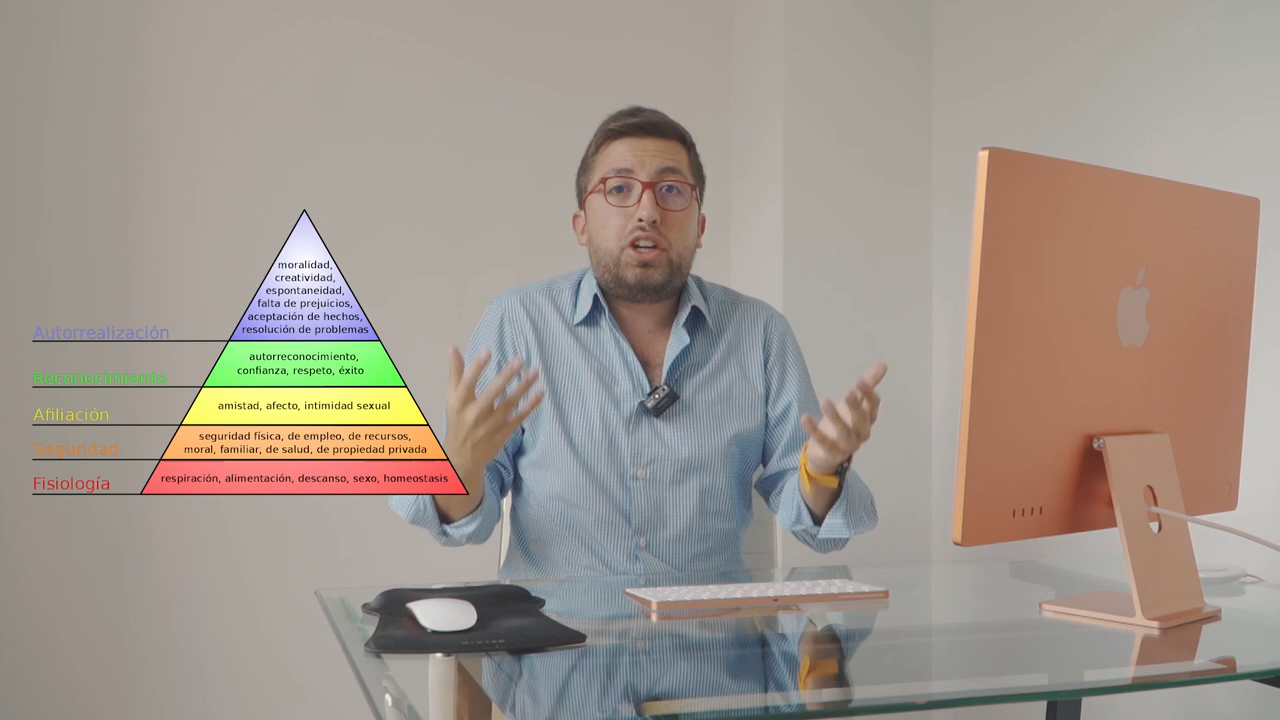 moralidad,
creatividad,
espontaneidad,
falta de prejuicios,
aceptación de hechos,
resolución de problemas
Autorrealización
autorreconocimiento,
confianza, respeto, éxito
Reconocimiento
amistad, afecto, intimidad sexual
Afiliación
seguridad física, de empleo, de recursos,
moral, familiar, de salud, de propiedad privada
Seguridad
respiración, alimentación, descanso, sexo, homeostasis
Fisiología